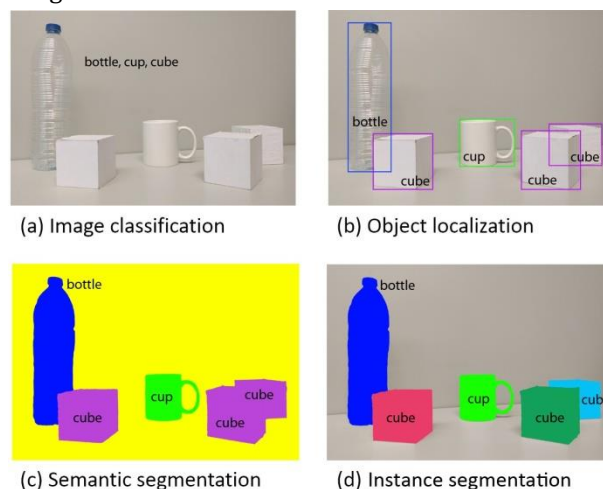 bottle, cup, cube
bottle
cup
cube
cube
cube
(a) Image classification
(b) Object localization
bottle
cup
cube
cube
cube
bottle
cup
cube
cube
cube
(c) Semantic segmentation
(d) Instance segmentation